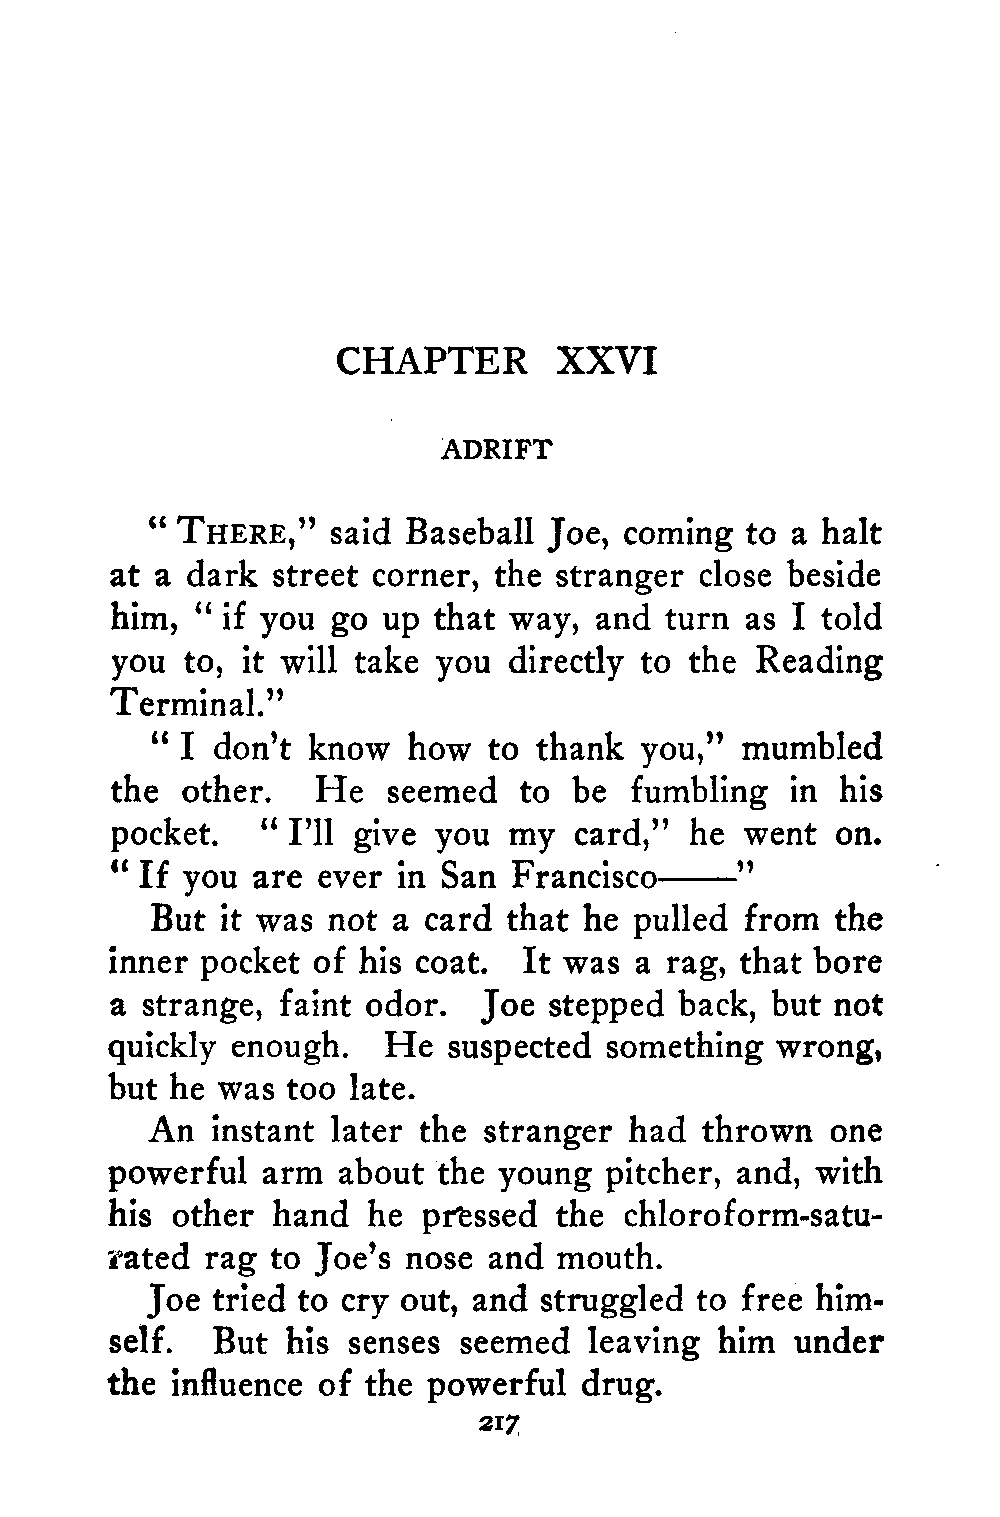 CHAPTER XXVI
ADRIFT
“ THERE,” said Baseball Joe, coming to a halt
at a dark street corner, the stranger close beside
him, “ if you go up that way, and turn as I told
you to, it will take you directly to the Reading
Terminal.”
“ I don’t know how to thank you,” mumbled
the other. He seemed to be fumbling in his
pocket. “ I’ll give you my card,” he went on.
“ If you are ever in San Francisco——”
But it was not a card that he pulled from the
inner pocket of his coat. It was a rag, that bore
a strange, faint odor. Joe stepped back, but not
quickly enough. He suspected something wrong,
but he was too late.
An instant later the stranger had thrown one
powerful arm about the young pitcher, and, with
his other hand he pressed the chloroform-satu-
rated rag to Joe’s nose and mouth.
Joe tried to cry out, and struggled to free him-
self. But his senses seemed leaving him under
the influence of the powerful drug.
217